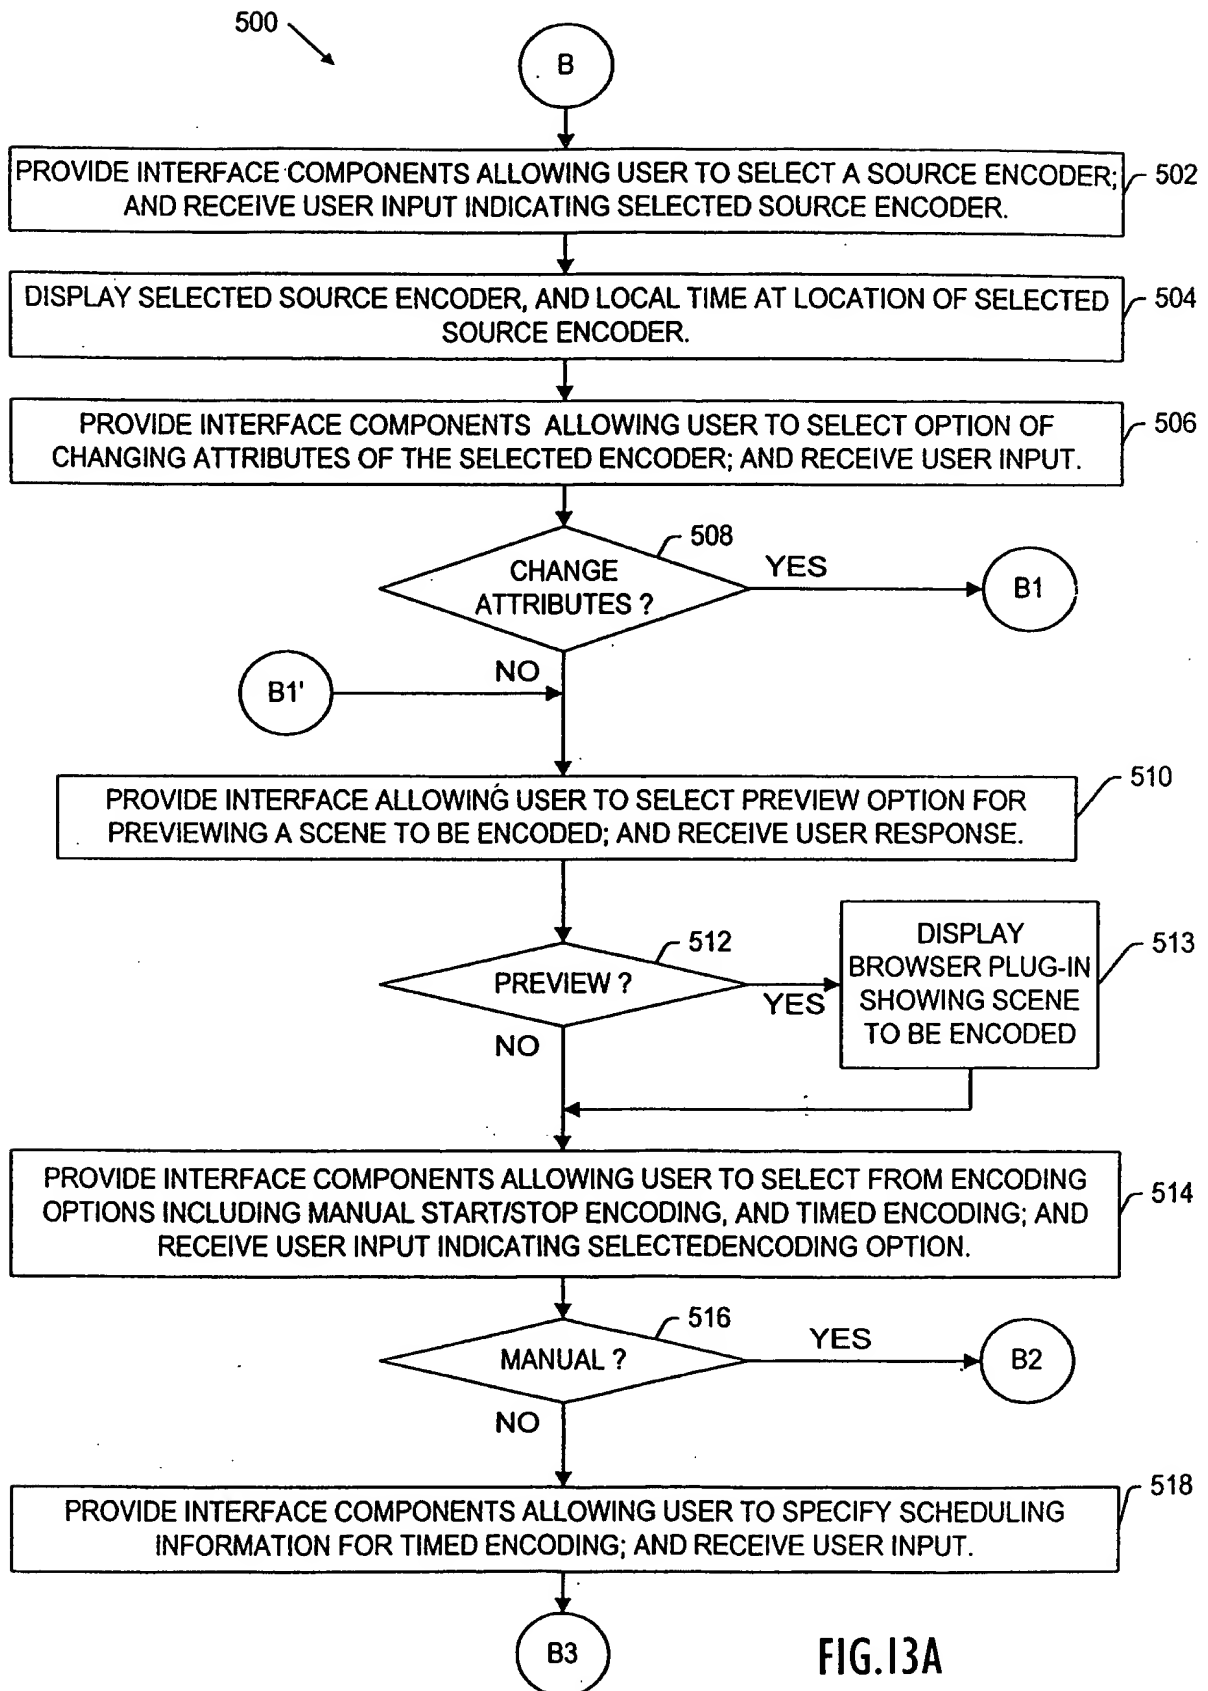 500
B
PROVIDE INTERFACE COMPONENTS ALLOWING USER TO SELECT A SOURCE ENCODER;
AND RECEIVE USER INPUT INDICATING SELECTED SOURCE ENCODER.
502
DISPLAY SELECTED SOURCE ENCODER, AND LOCAL TIME AT LOCATION OF SELECTED
SOURCE ENCODER.
504
PROVIDE INTERFACE COMPONENTS ALLOWING USER TO SELECT OPTION OF
CHANGING ATTRIBUTES OF THE SELECTED ENCODER; AND RECEIVE USER INPUT.
506
508
CHANGE
ATTRIBUTES ?
YES
B1
NO
B1'
510
PROVIDE INTERFACE ALLOWING USER TO SELECT PREVIEW OPTION FOR
PREVIEWING A SCENE TO BE ENCODED; AND RECEIVE USER RESPONSE.
512
PREVIEW ?
YES
DISPLAY
BROWSER PLUG-IN
SHOWING SCENE
TO BE ENCODED
513
NO
PROVIDE INTERFACE COMPONENTS ALLOWING USER TO SELECT FROM ENCODING
OPTIONS INCLUDING MANUAL START/STOP ENCODING, AND TIMED ENCODING; AND
RECEIVE USER INPUT INDICATING SELECTEDENCODING OPTION.
514
516
MANUAL ?
YES
B2
NO
518
PROVIDE INTERFACE COMPONENTS ALLOWING USER TO SPECIFY SCHEDULING
INFORMATION FOR TIMED ENCODING; AND RECEIVE USER INPUT.
B3
FIG.13A